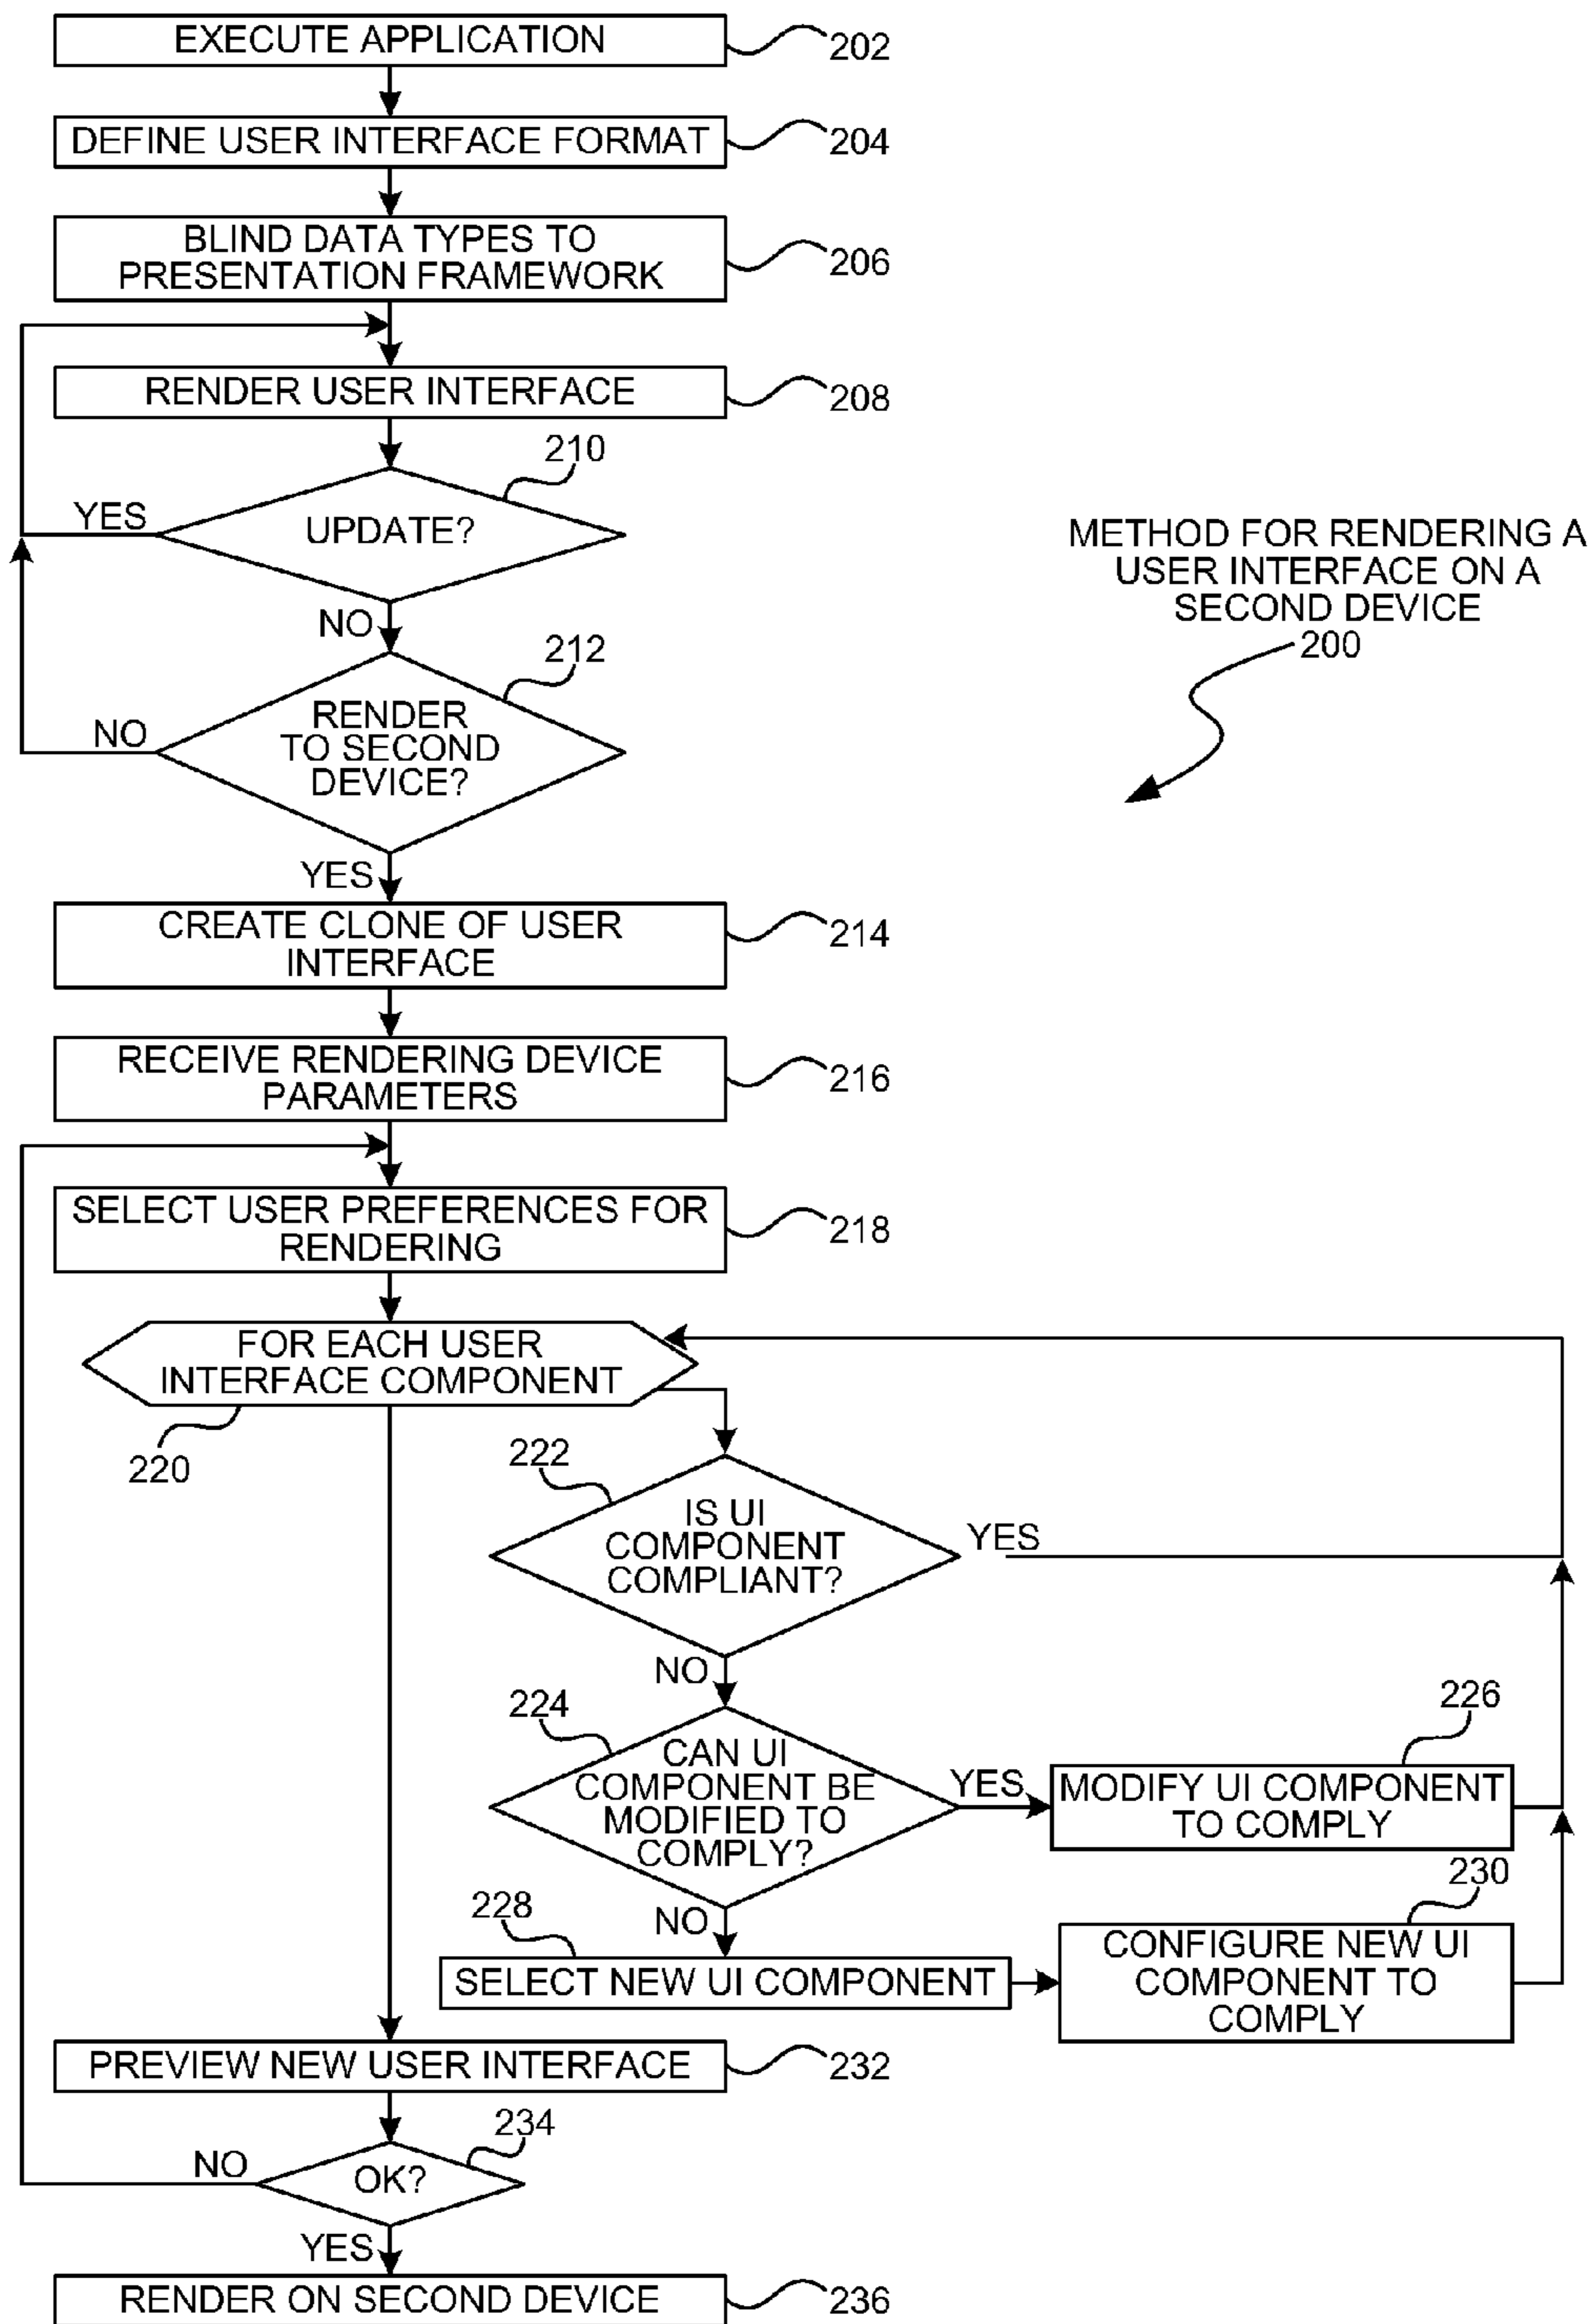 EXECUTE APPLICATION
202
DEFINE USER INTERFACE FORMAT
204
BLIND DATA TYPES TO
PRESENTATION FRAMEWORK
206
RENDER USER INTERFACE
208
210
YES
UPDATE?
NO
METHOD FOR RENDERING A
USER INTERFACE ON A
SECOND DEVICE
200
212
NO
RENDER
TO SECOND
DEVICE?
YES
CREATE CLONE OF USER
INTERFACE
214
RECEIVE RENDERING DEVICE
PARAMETERS
216
SELECT USER PREFERENCES FOR
RENDERING
218
FOR EACH USER
INTERFACE COMPONENT
220
222
IS UI
COMPONENT
COMPLIANT?
YES
NO
224
CAN UI
COMPONENT BE
MODIFIED TO
COMPLY?
YES
226
MODIFY UI COMPONENT
TO COMPLY
NO
228
SELECT NEW UI COMPONENT
230
CONFIGURE NEW UI
COMPONENT TO
COMPLY
PREVIEW NEW USER INTERFACE
232
234
NO
OK?
YES
RENDER ON SECOND DEVICE
236